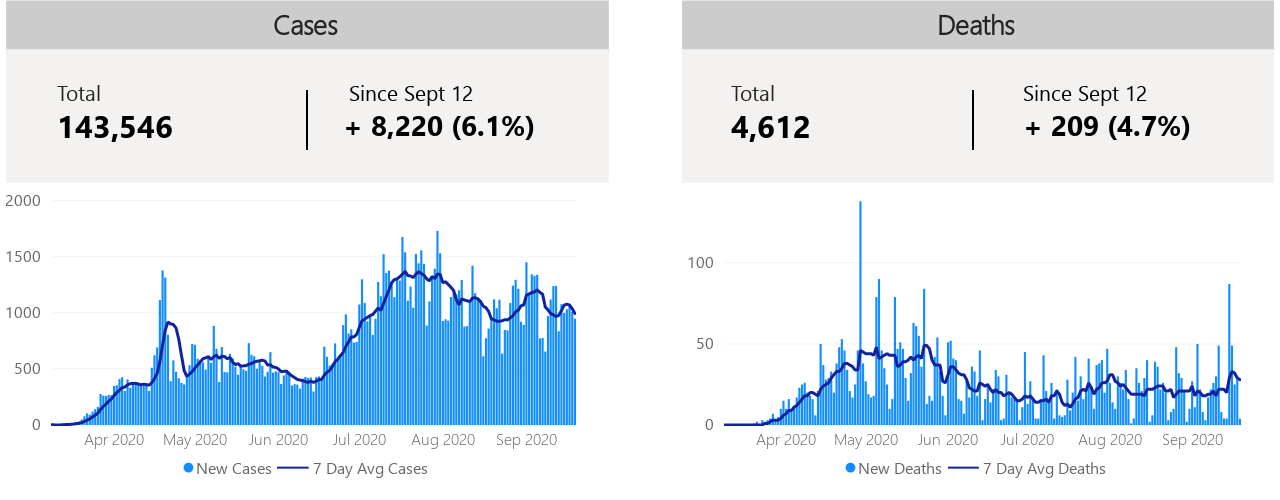 Cases
Total
143,546
Since Sept 12
+ 8,220 (6.1%)
2000
1500
1000
500
0
Apr 2020 May 2020 Jun 2020 Jul 2020 Aug 2020 Sep 2020
New Cases 7 Day Avg Cases
Deaths
Total
4,612
Since Sept 12
+ 209 (4.7%)
100
50
0
Apr 2020 May 2020 Jun 2020 Jul 2020 Aug 2020 Sep 2020
New Deaths 7 Day Avg Deaths